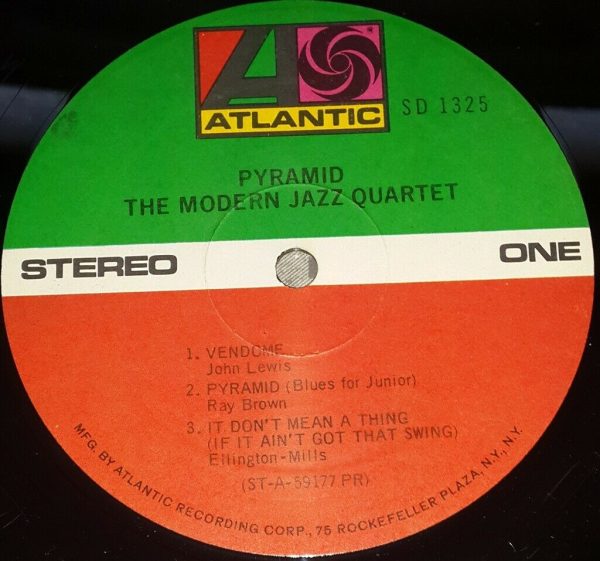 ATLANTIC
SD 1325
PYRAMID
THE MODERN JAZZ QUARTET
STEREO
ONE
1. VENDOME
John Lewis
2. PYRAMID (Blues for Junior)
Ray Brown
3. IT DON'T MEAN A THING
(IF IT AIN'T GOT THAT SWING)
Ellington-Mills
(ST-A-59177 PR)
MFG. BY ATLANTIC RECORDING CORP., 75 ROCKEFELLER PLAZA, N.Y., N.Y.